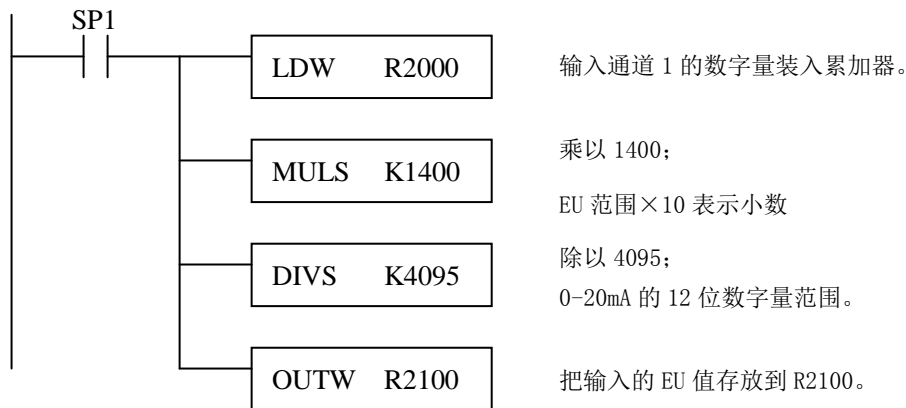 SP1
LDW R2000 输入通道 1 的数字量装入累加器。
MULS K1400 乘以 1400；
EU 范围×10 表示小数
DIVS K4095 除以 4095；
0-20mA 的 12 位数字量范围。
OUTW R2100 把输入的 EU 值存放到 R2100。